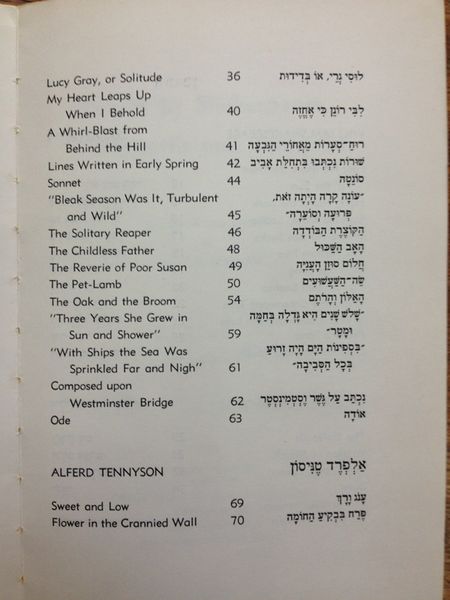 Lucy Gray, or Solitude 36 לוּסִי גְרֵי, אוֹ בְּדִידוּת
My Heart Leaps Up
When I Behold 40 לִבִּי רוֹנֵן כִּי אֶחֱזֶה
A Whirl-Blast from
Behind the Hill 41 רוּחַ־סְעָרוֹת מֵאֲחוֹרֵי הַגִּבְעָה
Lines Written in Early Spring 42 שׁוּרוֹת נִכְתְּבוּ בִּתְחִלַּת אָבִיב
Sonnet 44 סוֹנֶטָה
"Bleak Season Was It, Turbulent "עוֹנָה קָרָה הָיְתָה זֹאת,
and Wild" 45 פְּרוּעָה וְסוֹעֵרָה"
The Solitary Reaper 46 הַקּוֹצֶרֶת הַבּוֹדֵדָה
The Childless Father 48 הָאָב הַשַּׁכּוּל
The Reverie of Poor Susan 49 חֲלוֹם סוּזַן הָעֲנִיָּה
The Pet-Lamb 50 שֵׂה־הַשַּׁעֲשׁוּעִים
The Oak and the Broom 54 הָאַלּוֹן וְהָרֹתֶם
"Three Years She Grew in "שָׁלֹשׁ שָׁנִים הִיא גָּדְלָה בְּחַמָּה
Sun and Shower" 59 וּמָטָר"
"With Ships the Sea Was "בִּסְפִינוֹת הַיָּם הָיָה זָרוּעַ
Sprinkled Far and Nigh" 61 בְּכָל הַסְּבִיבָה"
Composed upon
Westminster Bridge 62 נִכְתַּב עַל גֶּשֶׁר וֶסְטְמִינְסְטֶר
Ode 63 אוֹדָה
ALFERD TENNYSON אַלְפְרֶד טֶנִיסוֹן
Sweet and Low 69 עָנֹג וָרָךְ
Flower in the Crannied Wall 70 פֶּרַח בִּבְקִיעַ הַחוֹמָה